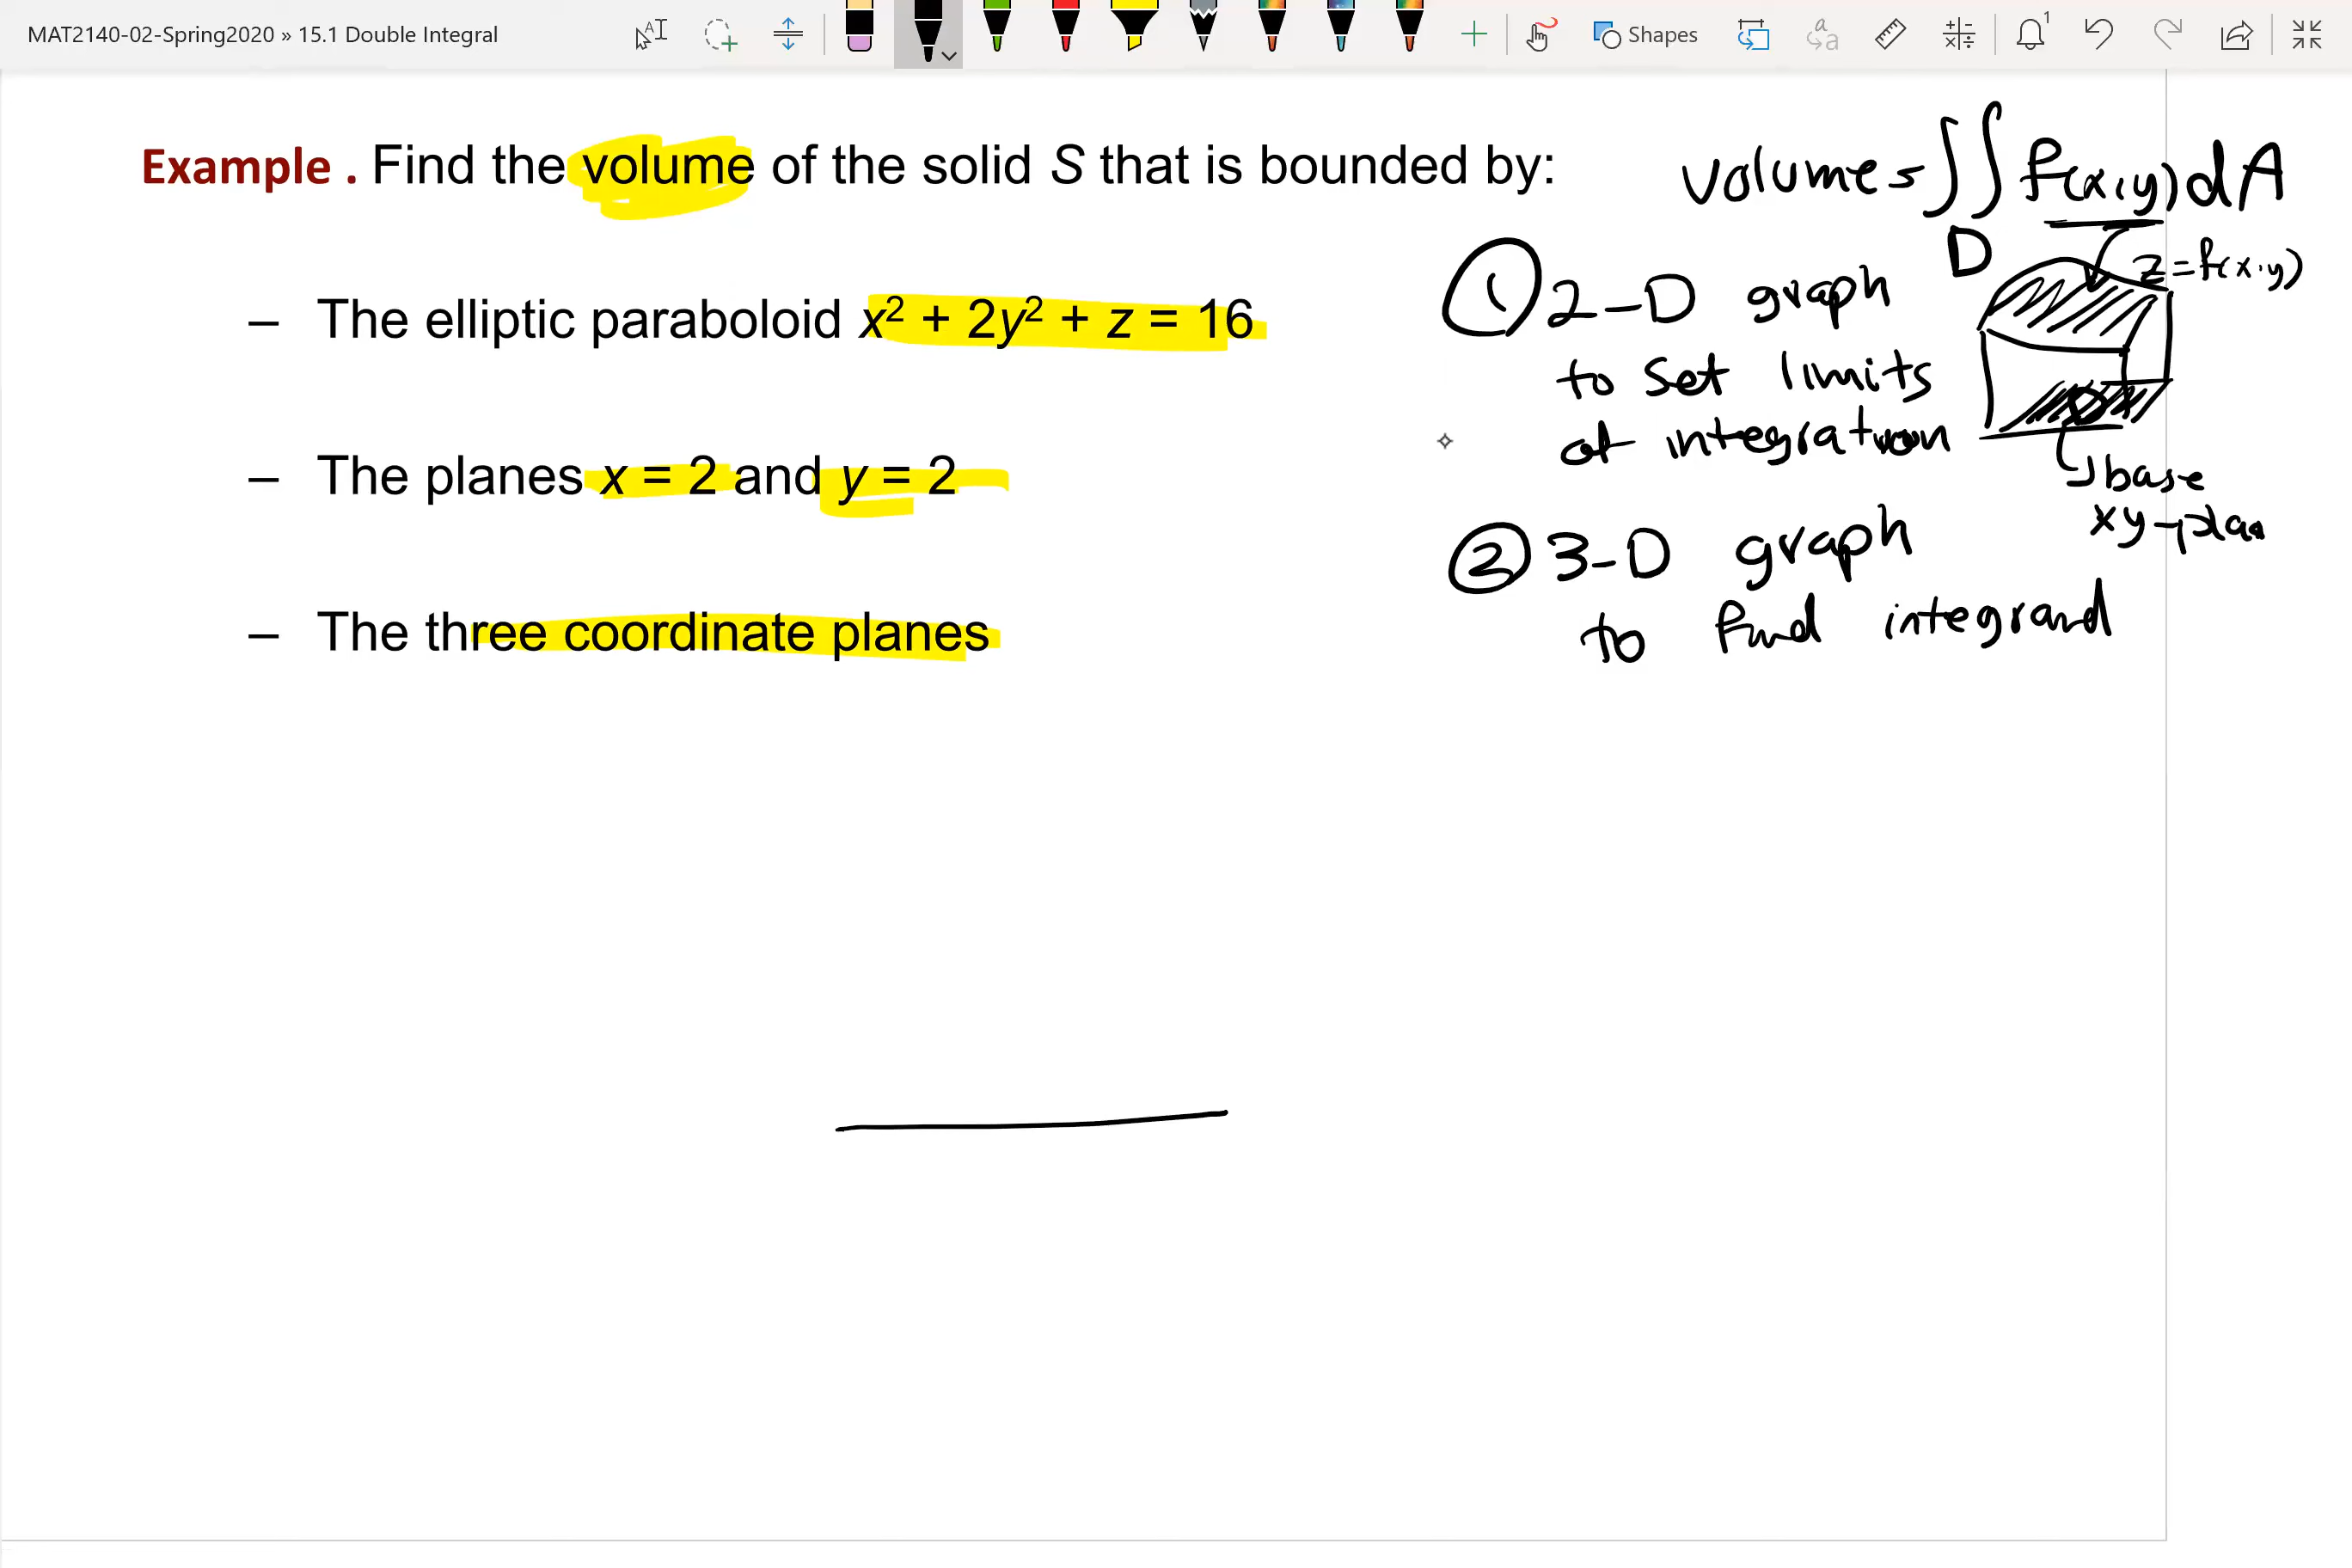 MAT2140-02-Spring2020 » 15.1 Double Integral
Shapes
1
Example . Find the volume of the solid S that is bounded by:
– The elliptic paraboloid x² + 2y² + z = 16
– The planes x = 2 and y = 2
– The three coordinate planes
volume = ∬ f(x,y) dA
D
z=f(x,y)
① 2-D graph
to set limits
of integration
base
xy-plan
② 3-D graph
to find integrand